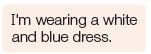 I'm wearing a white
and blue dress.